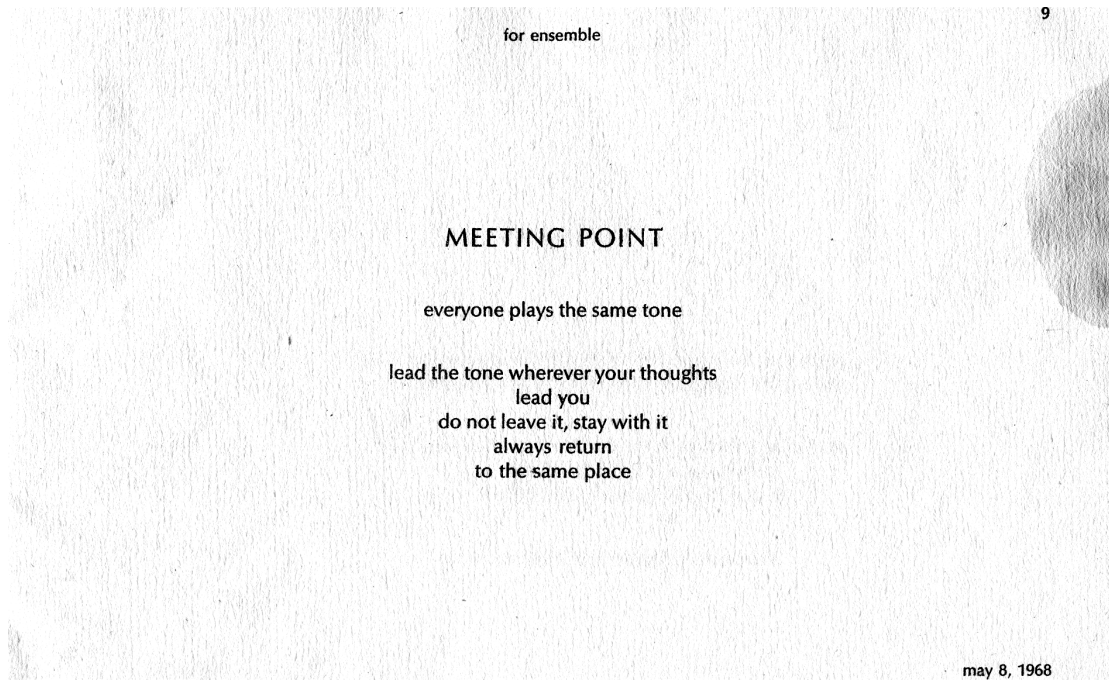 9
for ensemble
MEETING POINT
everyone plays the same tone
lead the tone wherever your thoughts
lead you
do not leave it, stay with it
always return
to the same place
may 8, 1968